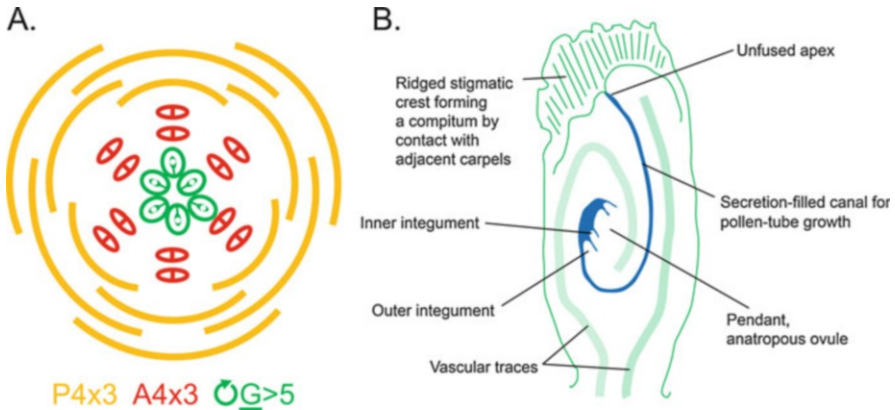 A.
P4x3 A4x3 ↻G>5
B.
Unfused apex
Ridged stigmatic
crest forming
a compitum by
contact with
adjacent carpels
Secretion-filled canal for
pollen-tube growth
Inner integument
Outer integument
Pendant,
anatropous ovule
Vascular traces